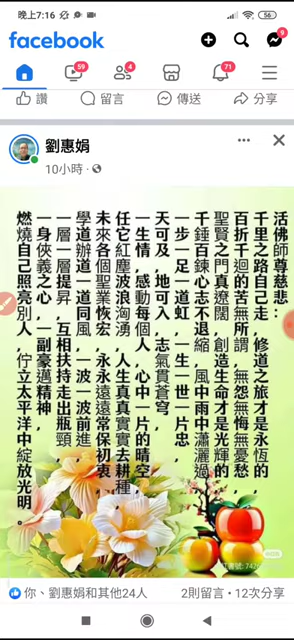 晚上7:16
56
facebook
9
59
4
71
讚
留言
傳送
分享
劉惠娟
10小時
活佛師尊慈悲：
千里之路自己走，修道之旅才是永恆的，
百折千迴的苦無所謂，無怨無悔無憂愁，
聖賢之門真遼闊，創造生命才是光輝的，
千錘百鍊心志不退縮，風中雨中瀟灑過，
一步一足一道虹，一生一世一片忠，
天可及，地可入，志氣貫蒼穹，
一生情，感動每個人，心中一片的晴空，
任它紅塵波浪洶湧，人生真真實實去耕種，
未來各個聖業恢宏，永永遠遠常保初衷，
學道辦道一道同風，一波一波前進，
一層一層提昇，互相扶持走出瓶頸，
一身俠義之心，一副豪邁精神，
燃燒自己照亮別人，佇立太平洋中綻放光明。
你、劉惠娟和其他24人
2則留言
12次分享